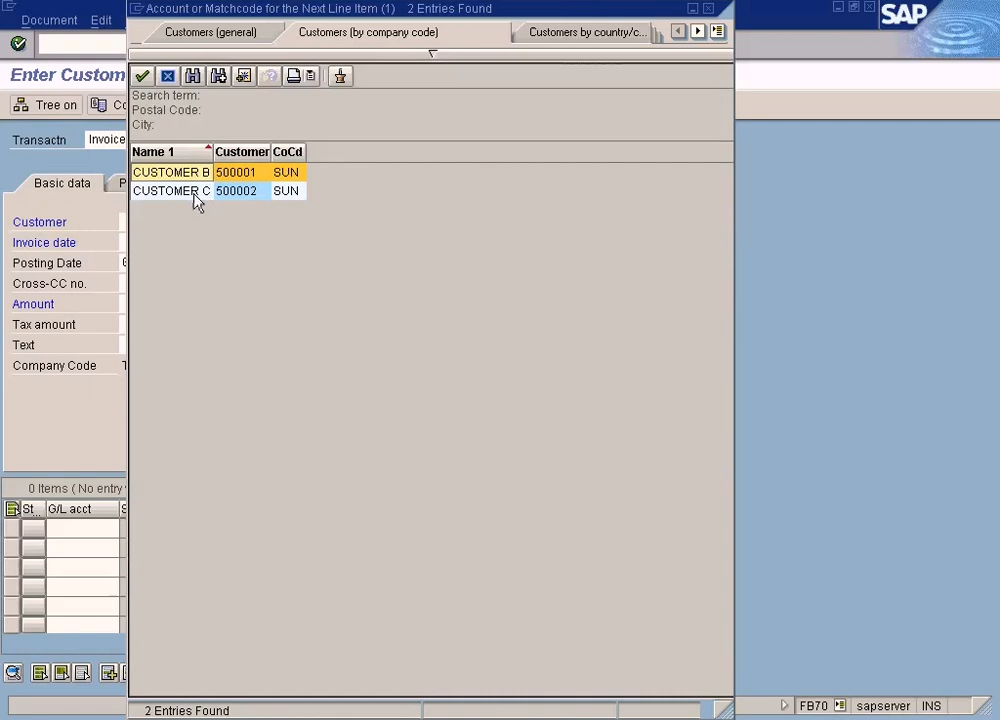 Account or Matchcode for the Next Line Item (1)   2 Entries Found
Document   Edit
SAP
Customers (general)   Customers (by company code)   Customers by country/c...
Enter Custom
Tree on
Search term:
Postal Code:
City:
Transactn   Invoice
Name 1   Customer   CoCd
CUSTOMER B   500001   SUN
CUSTOMER C   500002   SUN
Basic data
Customer
Invoice date
Posting Date
Cross-CC no.
Amount
Tax amount
Text
Company Code
0 Items ( No entry
St...   G/L acct
2 Entries Found
FB70   sapserver   INS